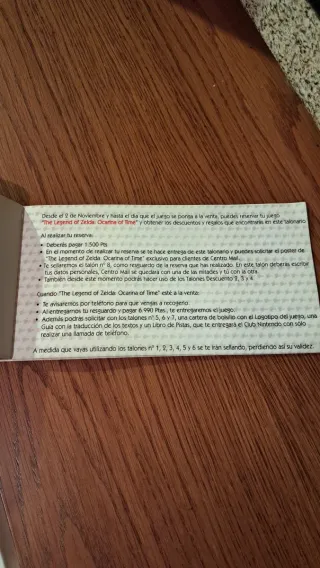 Desde el 2 de Noviembre y hasta el día que el juego se ponga a la venta, puedes reservar tu juego
"The Legend of Zelda: Ocarina of Time" y obtener los descuentos y regalos que encontrarás en este talonario.
Al realizar tu reserva:
• Deberás pagar 1.500 Pts.
• En el momento de realizar tu reserva se te hace entrega de este talonario y puedes solicitar el poster de
"The Legend of Zelda: Ocarina of Time" exclusivo para clientes de Centro Mail.
• Te sellaremos el talón nº 8, como resguardo de la reserva que has realizado. En este talón deberás escribir
tus datos personales, Centro Mail se quedará con una de las mitades y tú con la otra.
• También desde este momento podrás hacer uso de los Talones Descuento 2, 3 y 4.
Cuando "The Legend of Zelda: Ocarina of Time" esté a la venta:
• Te avisaremos por teléfono para que vengas a recogerlo.
• Al entregarnos tu resguardo y pagar 6.990 Ptas., te entregaremos el juego.
• Además podrás solicitar con los talones nº 5, 6 y 7, una cartera de bolsillo con el Logotipo del juego, una
Guía con la traducción de los textos y un Libro de Pistas, que te entregará el Club Nintendo con sólo
realizar una llamada de teléfono.
A medida que vayas utilizando los talones nº 1, 2, 3, 4, 5 y 6 se te irán sellando, perdiendo así su validez.